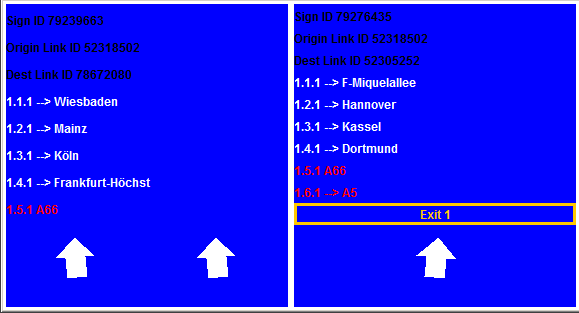 Sign ID 79239663
Origin Link ID 52318502
Dest Link ID 78672080
1.1.1 --> Wiesbaden
1.2.1 --> Mainz
1.3.1 --> Köln
1.4.1 --> Frankfurt-Höchst
1.5.1 A66
Sign ID 79276435
Origin Link ID 52318502
Dest Link ID 52305252
1.1.1 --> F-Miquelallee
1.2.1 --> Hannover
1.3.1 --> Kassel
1.4.1 --> Dortmund
1.5.1 A66
1.6.1 --> A5
Exit 1